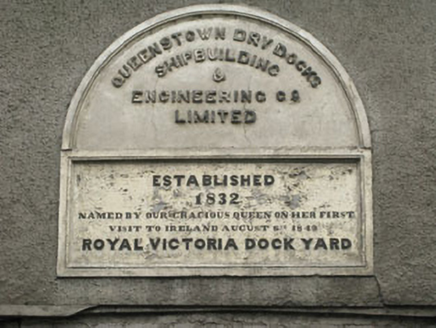 QUEENSTOWN DRY DOCKS
SHIPBUILDING
&
ENGINEERING Co
LIMITED
ESTABLISHED
1832
NAMED BY OUR GRACIOUS QUEEN ON HER FIRST
VISIT TO IRELAND AUGUST 6TH 1849
ROYAL VICTORIA DOCK YARD